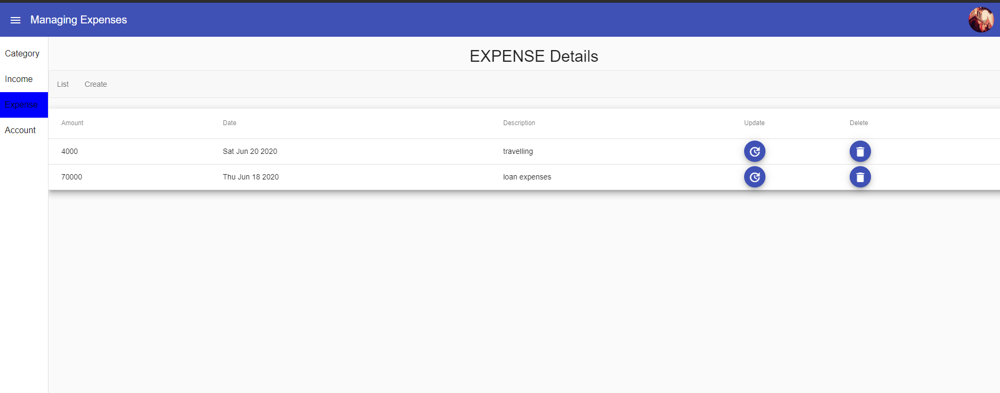 Managing Expenses
Category
Income
Expense
Account
EXPENSE Details
List Create
Amount Date Description Update Delete
4000 Sat Jun 20 2020 travelling
70000 Thu Jun 18 2020 loan expenses